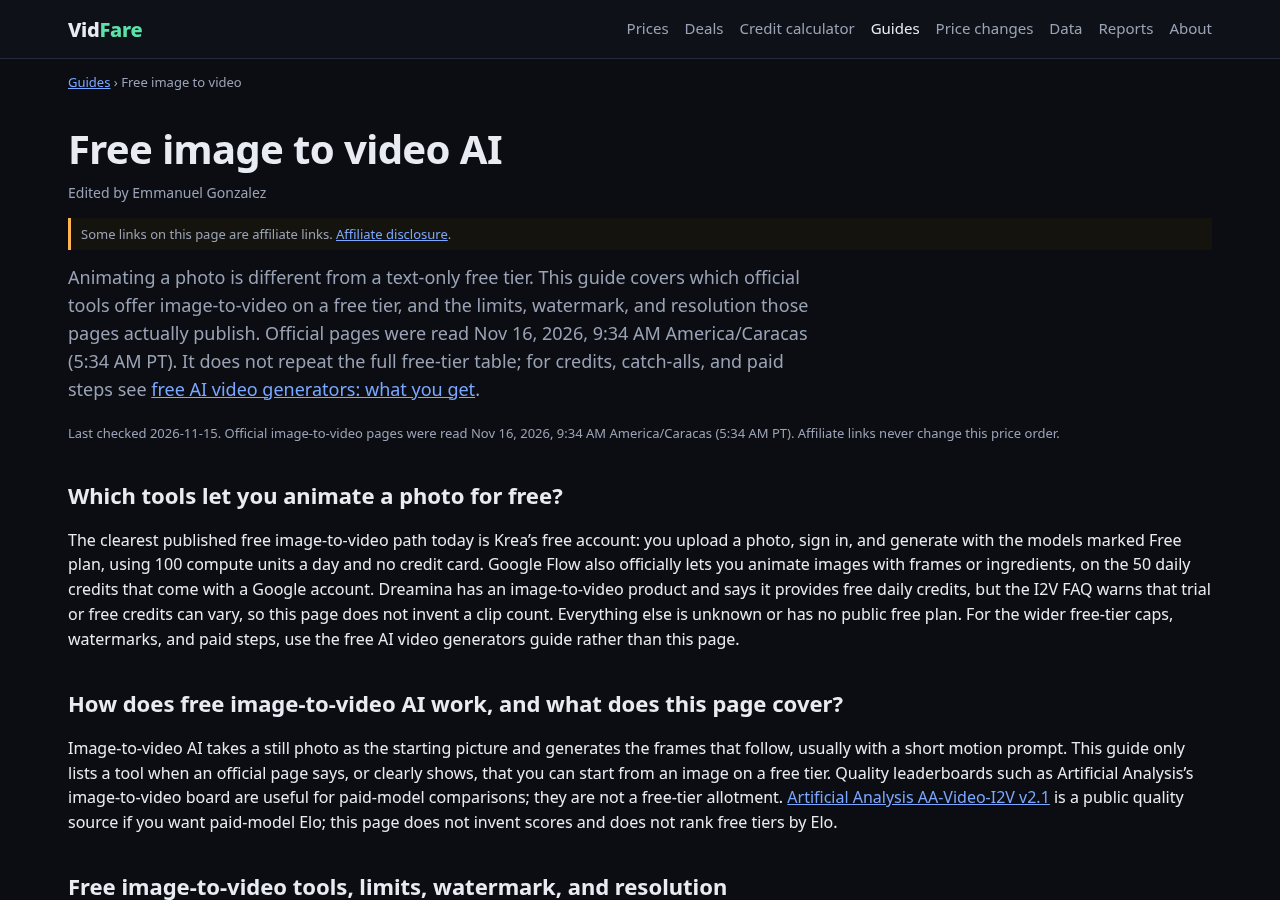 VidFare
Prices Deals Credit calculator Guides Price changes Data Reports About
Guides › Free image to video
Free image to video AI
Edited by Emmanuel Gonzalez
Some links on this page are affiliate links. Affiliate disclosure.
Animating a photo is different from a text-only free tier. This guide covers which official
tools offer image-to-video on a free tier, and the limits, watermark, and resolution those
pages actually publish. Official pages were read Nov 16, 2026, 9:34 AM America/Caracas
(5:34 AM PT). It does not repeat the full free-tier table; for credits, catch-alls, and paid
steps see free AI video generators: what you get.
Last checked 2026-11-15. Official image-to-video pages were read Nov 16, 2026, 9:34 AM America/Caracas (5:34 AM PT). Affiliate links never change this price order.
Which tools let you animate a photo for free?
The clearest published free image-to-video path today is Krea’s free account: you upload a photo, sign in, and generate with the models marked Free
plan, using 100 compute units a day and no credit card. Google Flow also officially lets you animate images with frames or ingredients, on the 50 daily
credits that come with a Google account. Dreamina has an image-to-video product and says it provides free daily credits, but the I2V FAQ warns that trial
or free credits can vary, so this page does not invent a clip count. Everything else is unknown or has no public free plan. For the wider free-tier caps,
watermarks, and paid steps, use the free AI video generators guide rather than this page.
How does free image-to-video AI work, and what does this page cover?
Image-to-video AI takes a still photo as the starting picture and generates the frames that follow, usually with a short motion prompt. This guide only
lists a tool when an official page says, or clearly shows, that you can start from an image on a free tier. Quality leaderboards such as Artificial Analysis’s
image-to-video board are useful for paid-model comparisons; they are not a free-tier allotment. Artificial Analysis AA-Video-I2V v2.1 is a public quality
source if you want paid-model Elo; this page does not invent scores and does not rank free tiers by Elo.
Free image-to-video tools, limits, watermark, and resolution